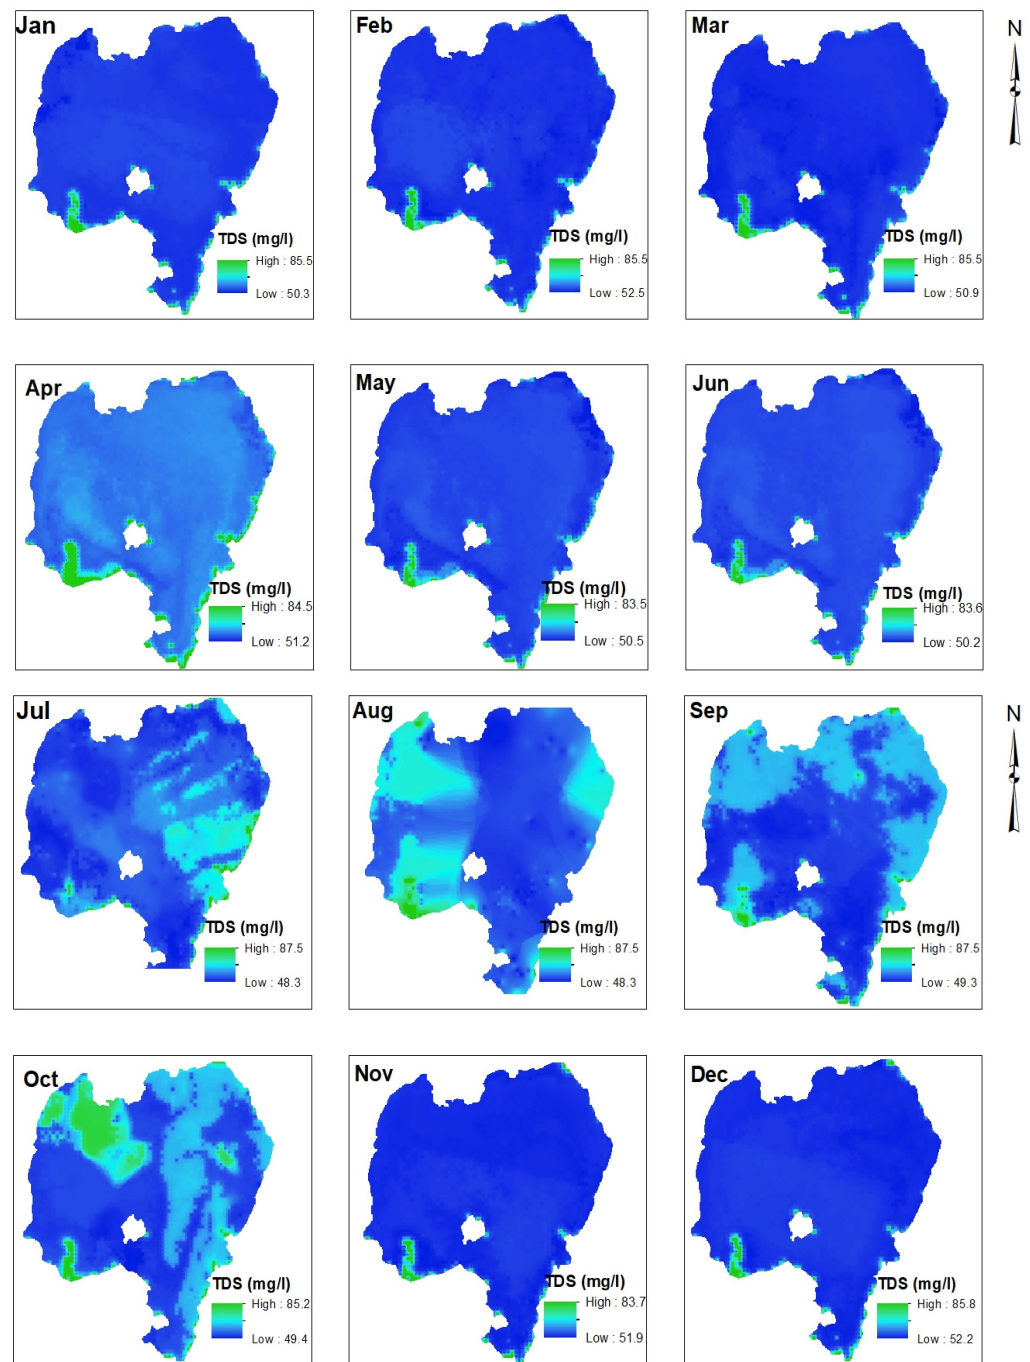 Jan
TDS (mg/l)
High : 85.5
Low : 50.3
Feb
TDS (mg/l)
High : 85.5
Low : 52.5
Mar
TDS (mg/l)
High : 85.5
Low : 50.9
N
Apr
TDS (mg/l)
High : 84.5
Low : 51.2
May
TDS (mg/l)
High : 83.5
Low : 50.5
Jun
TDS (mg/l)
High : 83.6
Low : 50.2
Jul
TDS (mg/l)
High : 87.5
Low : 48.3
Aug
TDS (mg/l)
High : 87.5
Low : 48.3
Sep
TDS (mg/l)
High : 87.5
Low : 49.3
N
Oct
TDS (mg/l)
High : 85.2
Low : 49.4
Nov
TDS (mg/l)
High : 83.7
Low : 51.9
Dec
TDS (mg/l)
High : 85.8
Low : 52.2